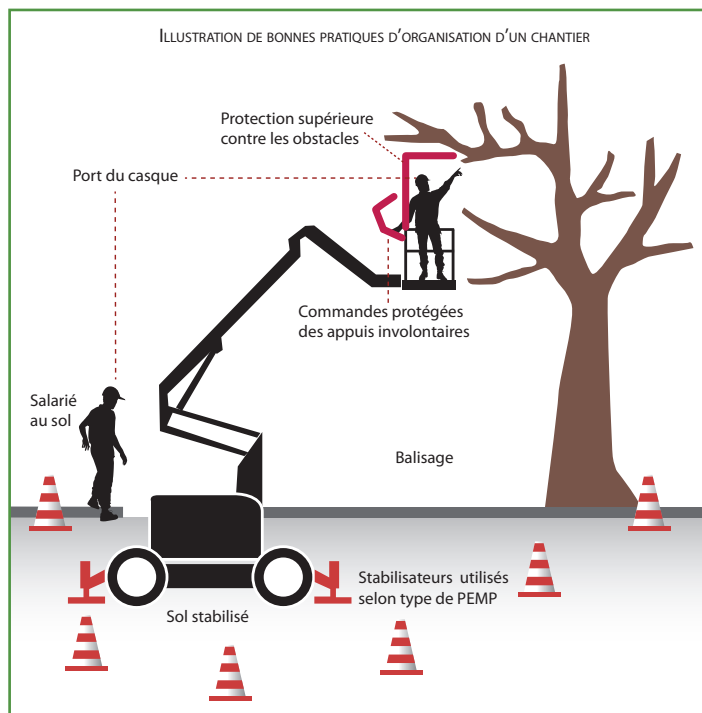 Illustration de bonnes pratiques d'organisation d'un chantier
Protection supérieure
contre les obstacles
Port du casque
Commandes protégées
des appuis involontaires
Salarié
au sol
Balisage
Stabilisateurs utilisés
selon type de PEMP
Sol stabilisé